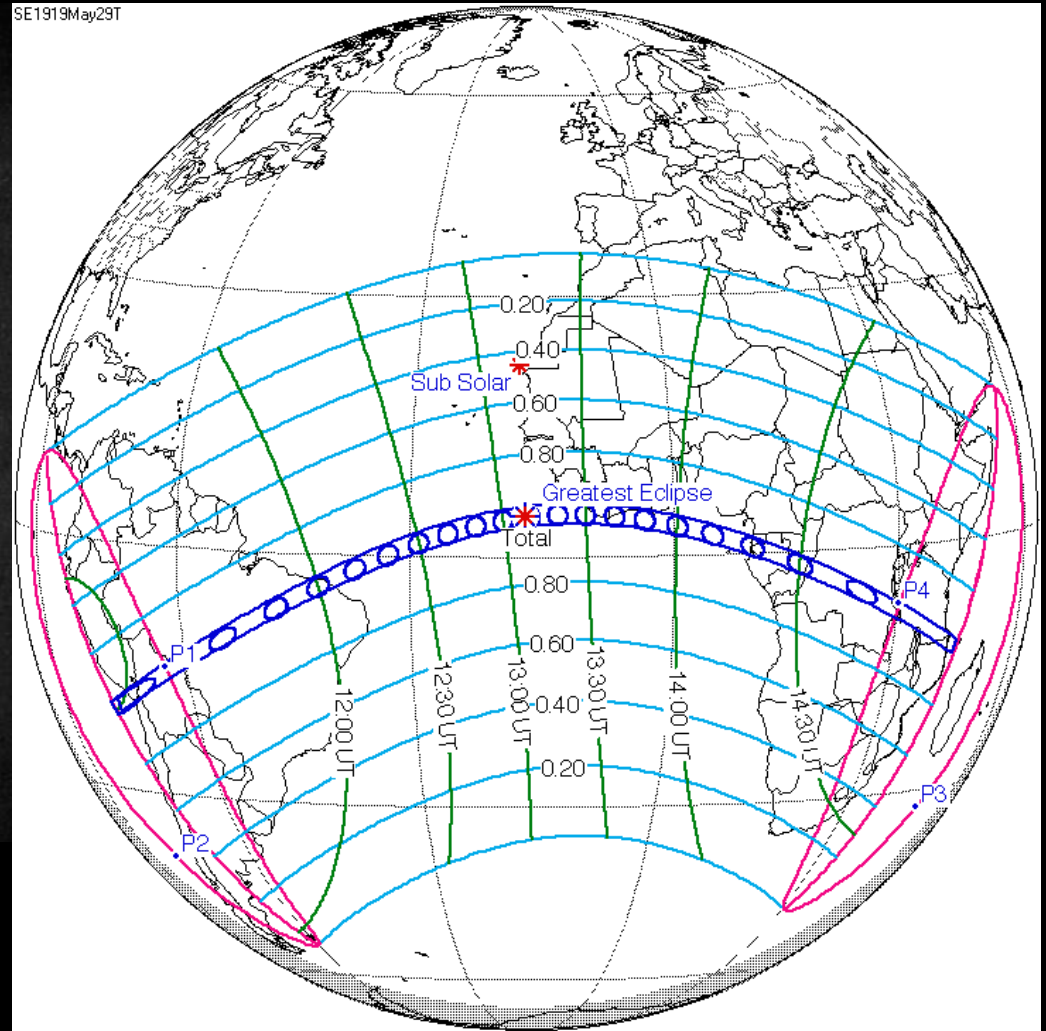 SE1919May29T
0.20
0.40
Sub Solar
0.60
0.80
Greatest Eclipse
Total
0.80
P4
0.60
P1
12:00 UT
12:30 UT
13:00 UT
13:30 UT
14:00 UT
14:30 UT
0.40
0.20
P3
P2